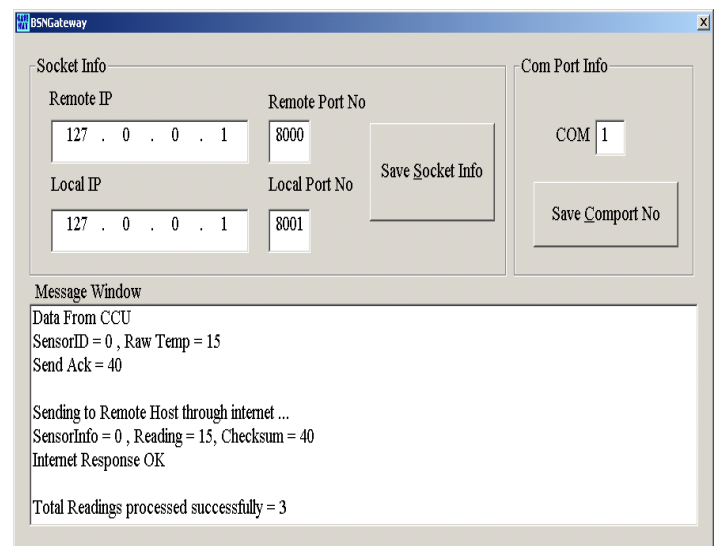 BSNGateway
Socket Info
Remote IP
Remote Port No
127 . 0 . 0 . 1
8000
Save Socket Info
Local IP
Local Port No
127 . 0 . 0 . 1
8001
Com Port Info
COM 1
Save Comport No
Message Window
Data From CCU
SensorID = 0 , Raw Temp = 15
Send Ack = 40
Sending to Remote Host through internet ...
SensorInfo = 0 , Reading = 15, Checksum = 40
Internet Response OK
Total Readings processed successfully = 3